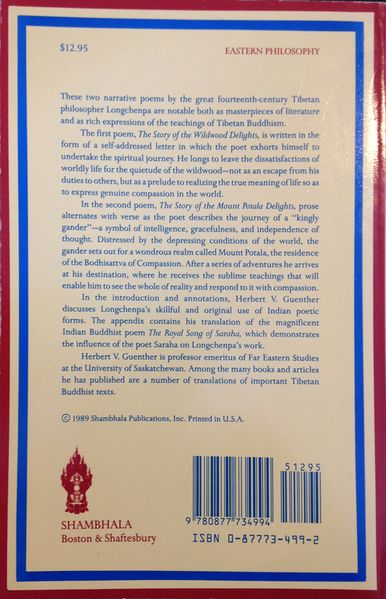 $12.95
EASTERN PHILOSOPHY
These two narrative poems by the great fourteenth-century Tibetan
philosopher Longchenpa are notable both as masterpieces of literature
and as rich expressions of the teachings of Tibetan Buddhism.
The first poem, The Story of the Wildwood Delights, is written in the
form of a self-addressed letter in which the poet exhorts himself to
undertake the spiritual journey. He longs to leave the dissatisfactions of
worldly life for the quietude of the wildwood—not as an escape from his
duties to others, but as a prelude to realizing the true meaning of life so as
to express genuine compassion in the world.
In the second poem, The Story of the Mount Potala Delights, prose
alternates with verse as the poet describes the journey of a "kingly
gander"—a symbol of intelligence, gracefulness, and independence of
thought. Distressed by the depressing conditions of the world, the
gander sets out for a wondrous realm called Mount Potala, the residence
of the Bodhisattva of Compassion. After a series of adventures he arrives
at his destination, where he receives the sublime teachings that will
enable him to see the whole of reality and respond to it with compassion.
In the introduction and annotations, Herbert V. Guenther
discusses Longchenpa's skillful and original use of Indian poetic
forms. The appendix contains his translation of the magnificent
Indian Buddhist poem The Royal Song of Saraha, which demonstrates
the influence of the poet Saraha on Longchenpa's work.
Herbert V. Guenther is professor emeritus of Far Eastern Studies
at the University of Saskatchewan. Among the many books and articles
he has published are a number of translations of important Tibetan
Buddhist texts.
© 1989 Shambhala Publications, Inc. Printed in U.S.A.
SHAMBHALA
Boston & Shaftesbury
51295
9 780877 734994
ISBN 0-87773-499-2